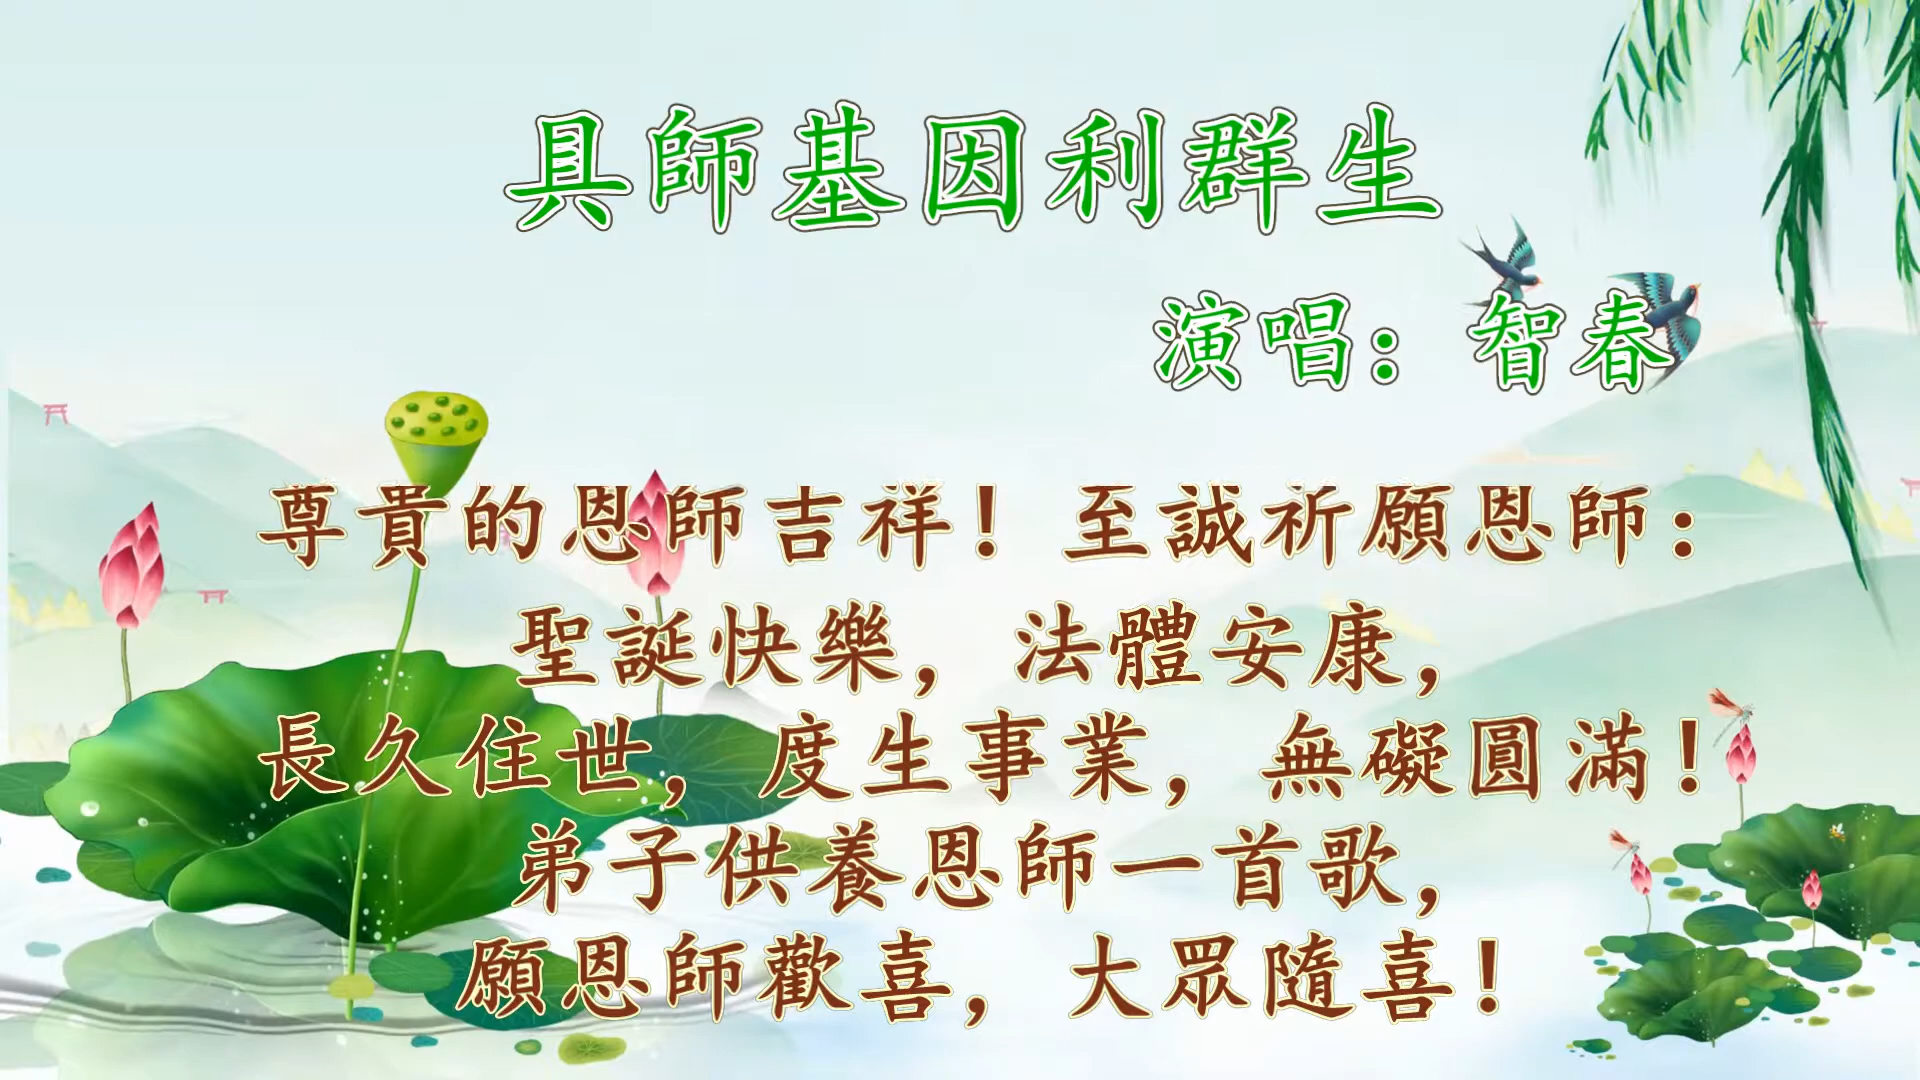 具師基因利群生
演唱：智春
尊貴的恩師吉祥！至誠祈願恩師：
聖誕快樂，法體安康，
長久住世，度生事業，無礙圓滿！
弟子供養恩師一首歌，
願恩師歡喜，大眾隨喜！